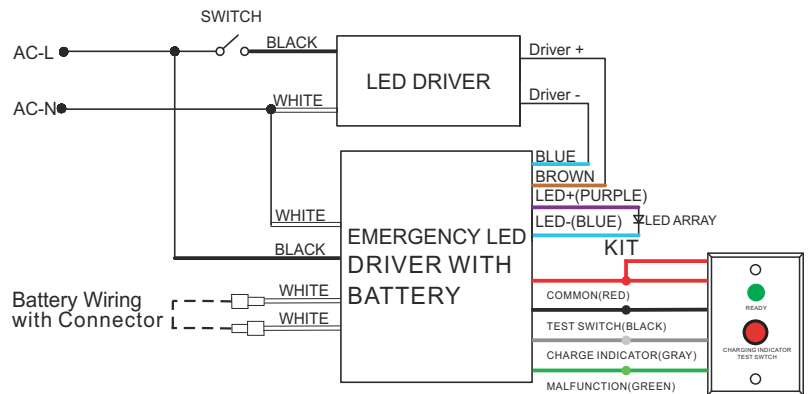 SWITCH
AC-L
BLACK
Driver +
LED DRIVER
Driver -
AC-N
WHITE
BLUE
BROWN
LED+(PURPLE)
WHITE
LED-(BLUE)
LED ARRAY
EMERGENCY LED
DRIVER WITH
BATTERY
KIT
BLACK
WHITE
Battery Wiring
with Connector
WHITE
COMMON(RED)
READY
TEST SWITCH(BLACK)
CHARGING INDICATOR
TEST SWTCH
CHARGE INDICATOR(GRAY)
MALFUNCTION(GREEN)